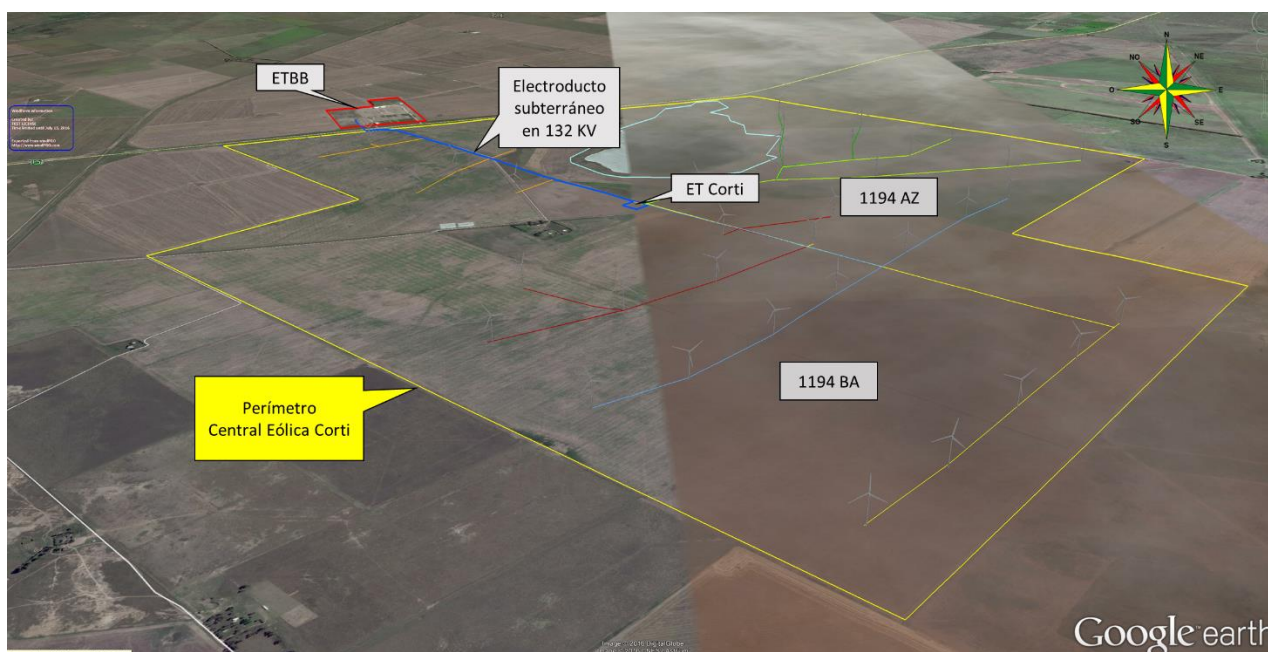 ETBB
Electroducto
subterráneo
en 132 KV
N
NO
NE
O
E
SO
SE
S
ET Corti
1194 AZ
1194 BA
Perímetro
Central Eólica Corti
Google earth